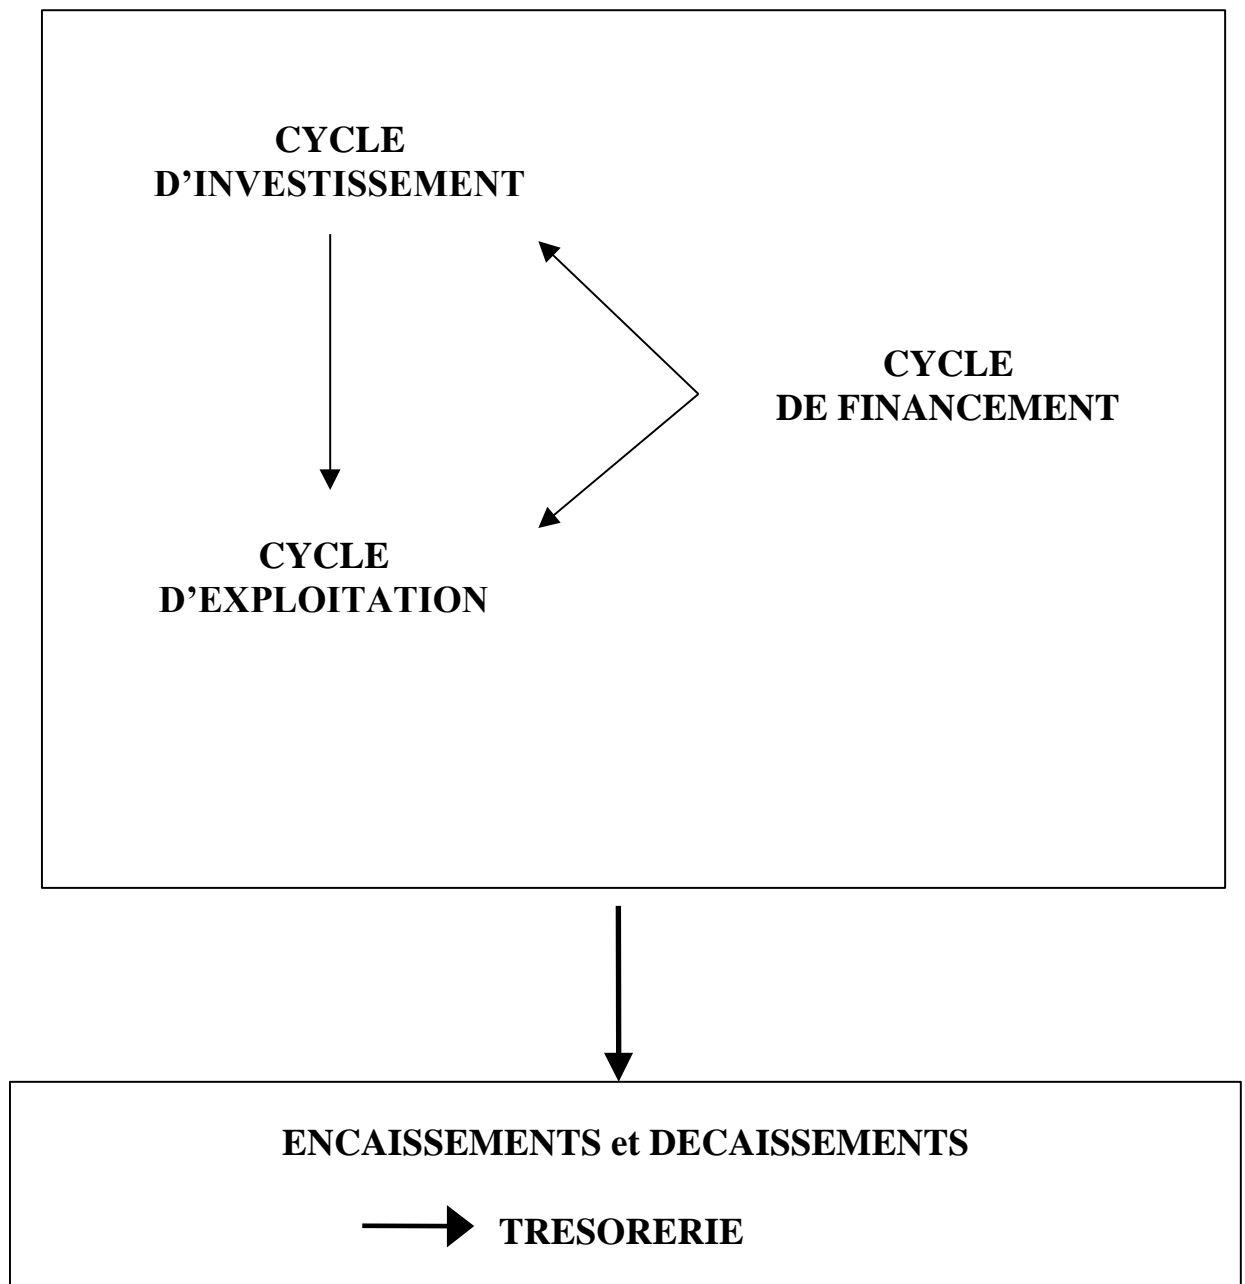 CYCLE
D’INVESTISSEMENT
CYCLE
DE FINANCEMENT
CYCLE
D’EXPLOITATION
ENCAISSEMENTS et DECAISSEMENTS
TRESORERIE